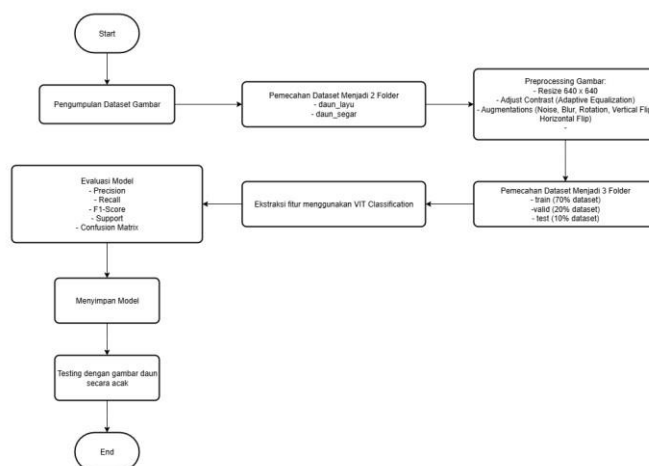 Start
Pengumpulan Dataset Gambar
Pemecahan Dataset Menjadi 2 Folder
- daun_layu
- daun_segar
Preprocessing Gambar:
- Resize 640 x 640
- Adjust Contrast (Adaptive Equalization)
- Augmentations (Noise, Blur, Rotation, Vertical Flip,
Horizontal Flip)
-
Pemecahan Dataset Menjadi 3 Folder
- train (70% dataset)
-valid (20% dataset)
- test (10% dataset)
Ekstraksi fitur menggunakan VIT Classification
Evaluasi Model
- Precision
- Recall
- F1-Score
- Support
- Confusion Matrix
Menyimpan Model
Testing dengan gambar daun
secara acak
End